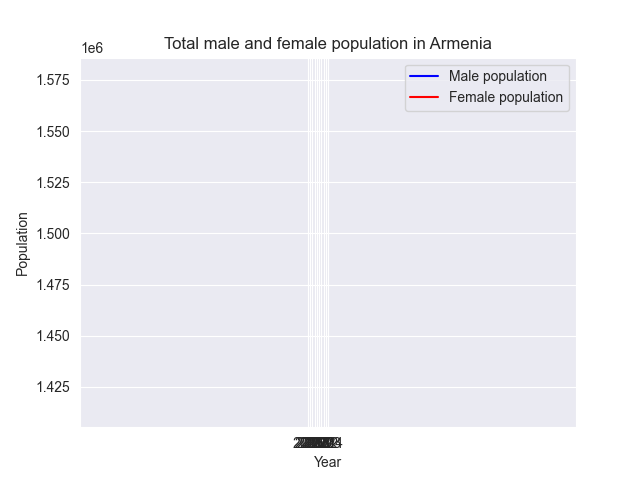 Total male and female population in Armenia
1e6
Male population
Female population
1.575
1.550
1.525
1.500
1.475
1.450
1.425
Population
Year